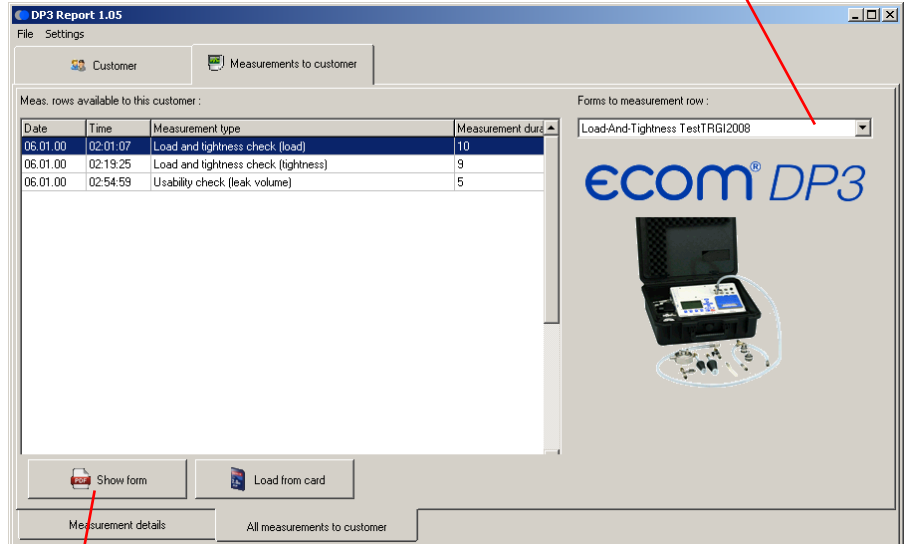 DP3 Report 1.05
File Settings
Customer
Measurements to customer
Meas. rows available to this customer :
Forms to measurement row :
Date Time Measurement type Measurement dura
Load-And-Tightness TestTRGI2008
06.01.00 02:01:07 Load and tightness check (load) 10
06.01.00 02:19:25 Load and tightness check (tightness) 9
06.01.00 02:54:59 Usability check (leak volume) 5
ecom® DP3
PDF Show form
Load from card
Measurement details
All measurements to customer